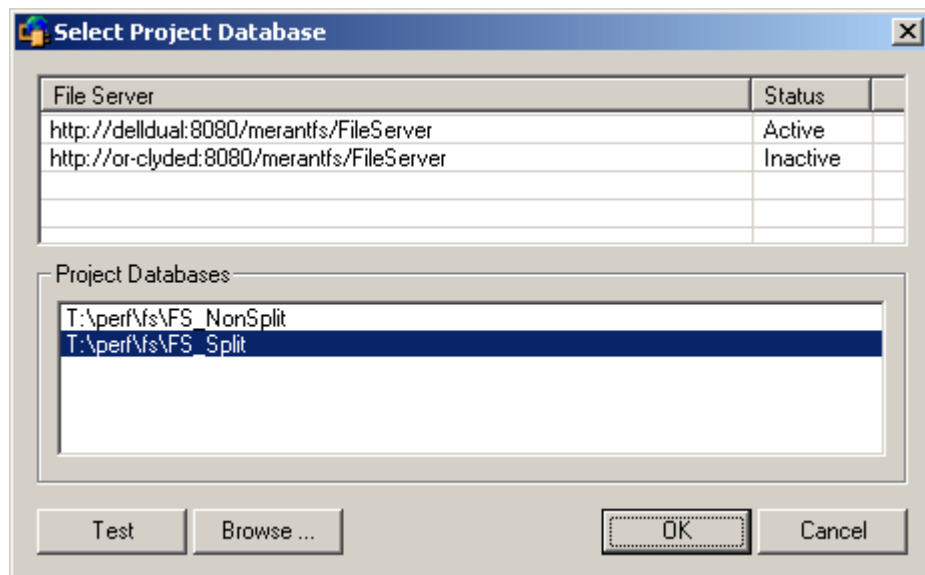 Select Project Database
File Server Status
http://delldual:8080/merantfs/FileServer Active
http://or-clyded:8080/merantfs/FileServer Inactive
Project Databases
T:\perf\fs\FS_NonSplit
T:\perf\fs\FS_Split
Test Browse ... OK Cancel